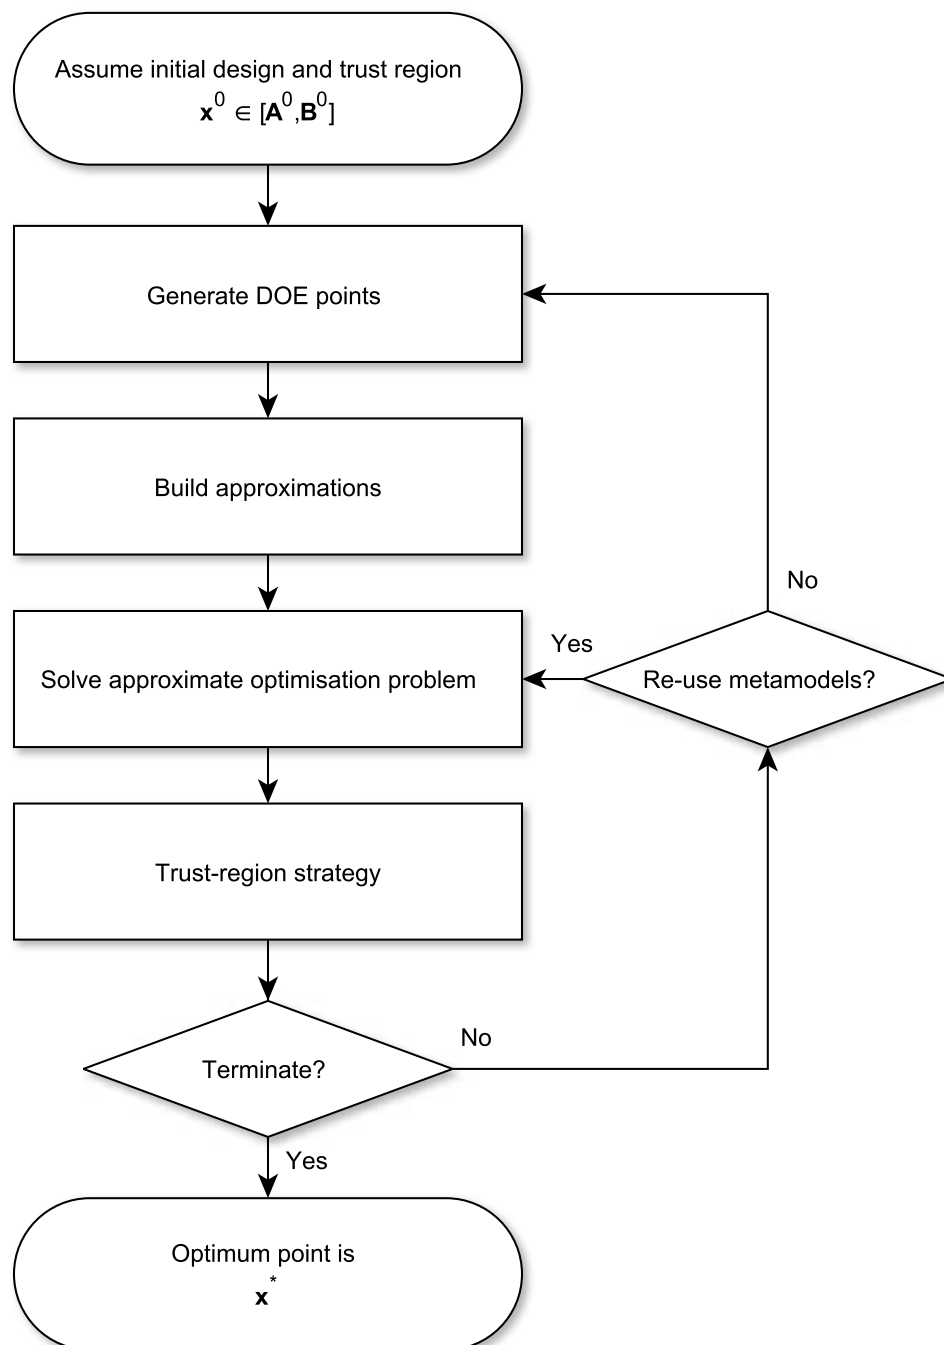 Assume initial design and trust region
x⁰ ∈ [A⁰,B⁰]
Generate DOE points
Build approximations
No
Yes
Solve approximate optimisation problem
Re-use metamodels?
Trust-region strategy
No
Terminate?
Yes
Optimum point is
x*